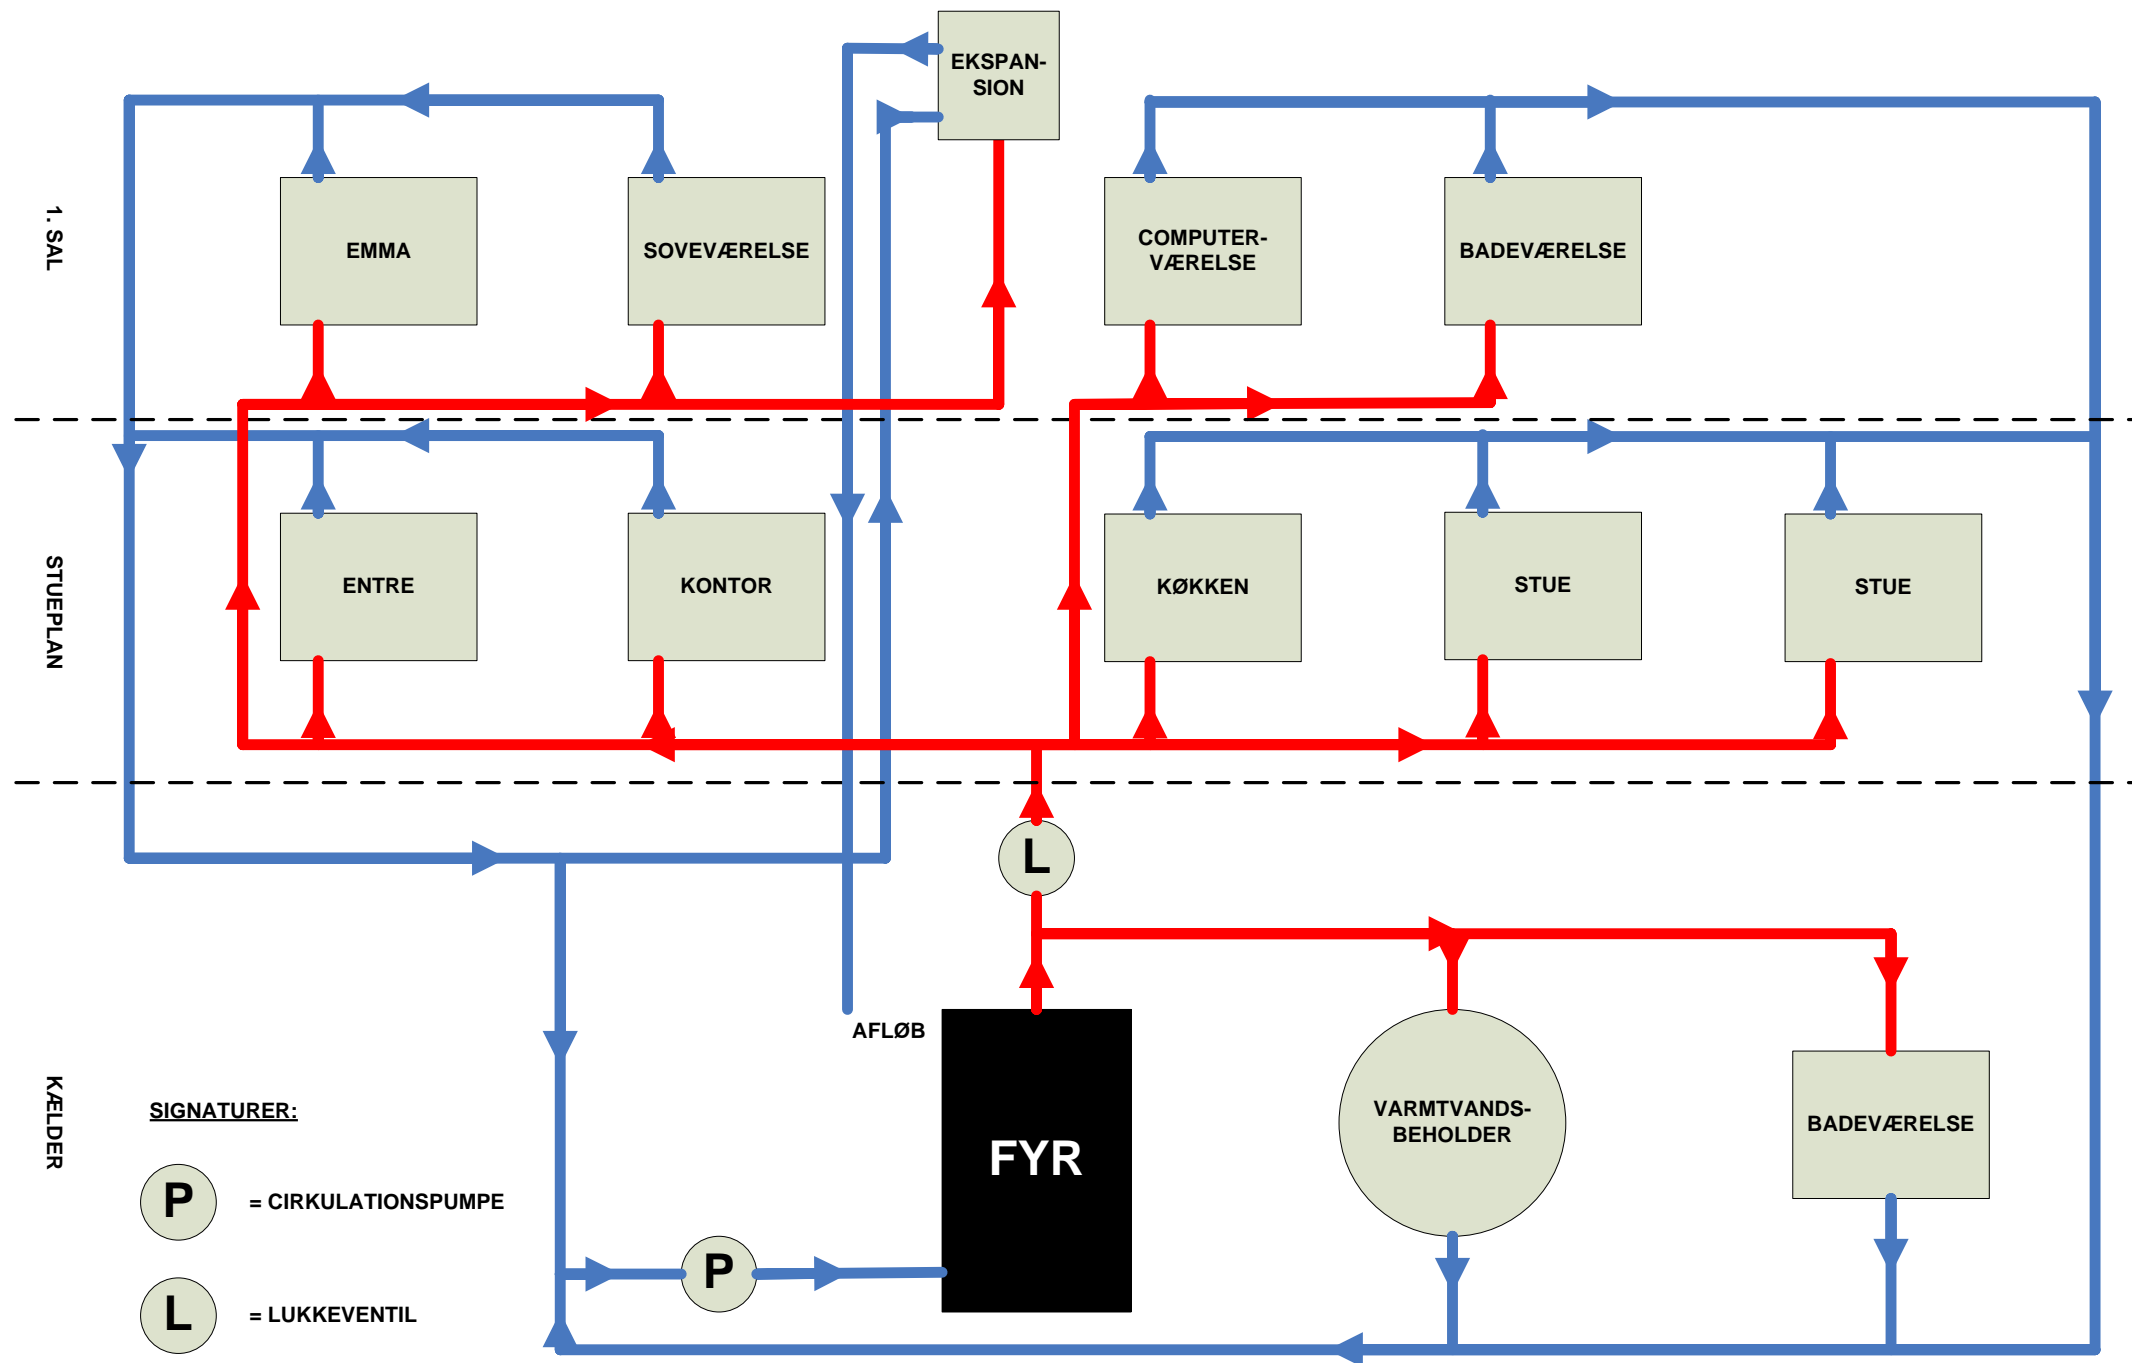 EKSPAN-
SION
1. SAL
EMMA
SOVEVÆRELSE
COMPUTER-
VÆRELSE
BADEVÆRELSE
STUEPLAN
ENTRE
KONTOR
KØKKEN
STUE
STUE
L
AFLØB
KÆLDER
FYR
VARMTVANDS-
BEHOLDER
BADEVÆRELSE
P
SIGNATURER:
P = CIRKULATIONSPUMPE
L = LUKKEVENTIL